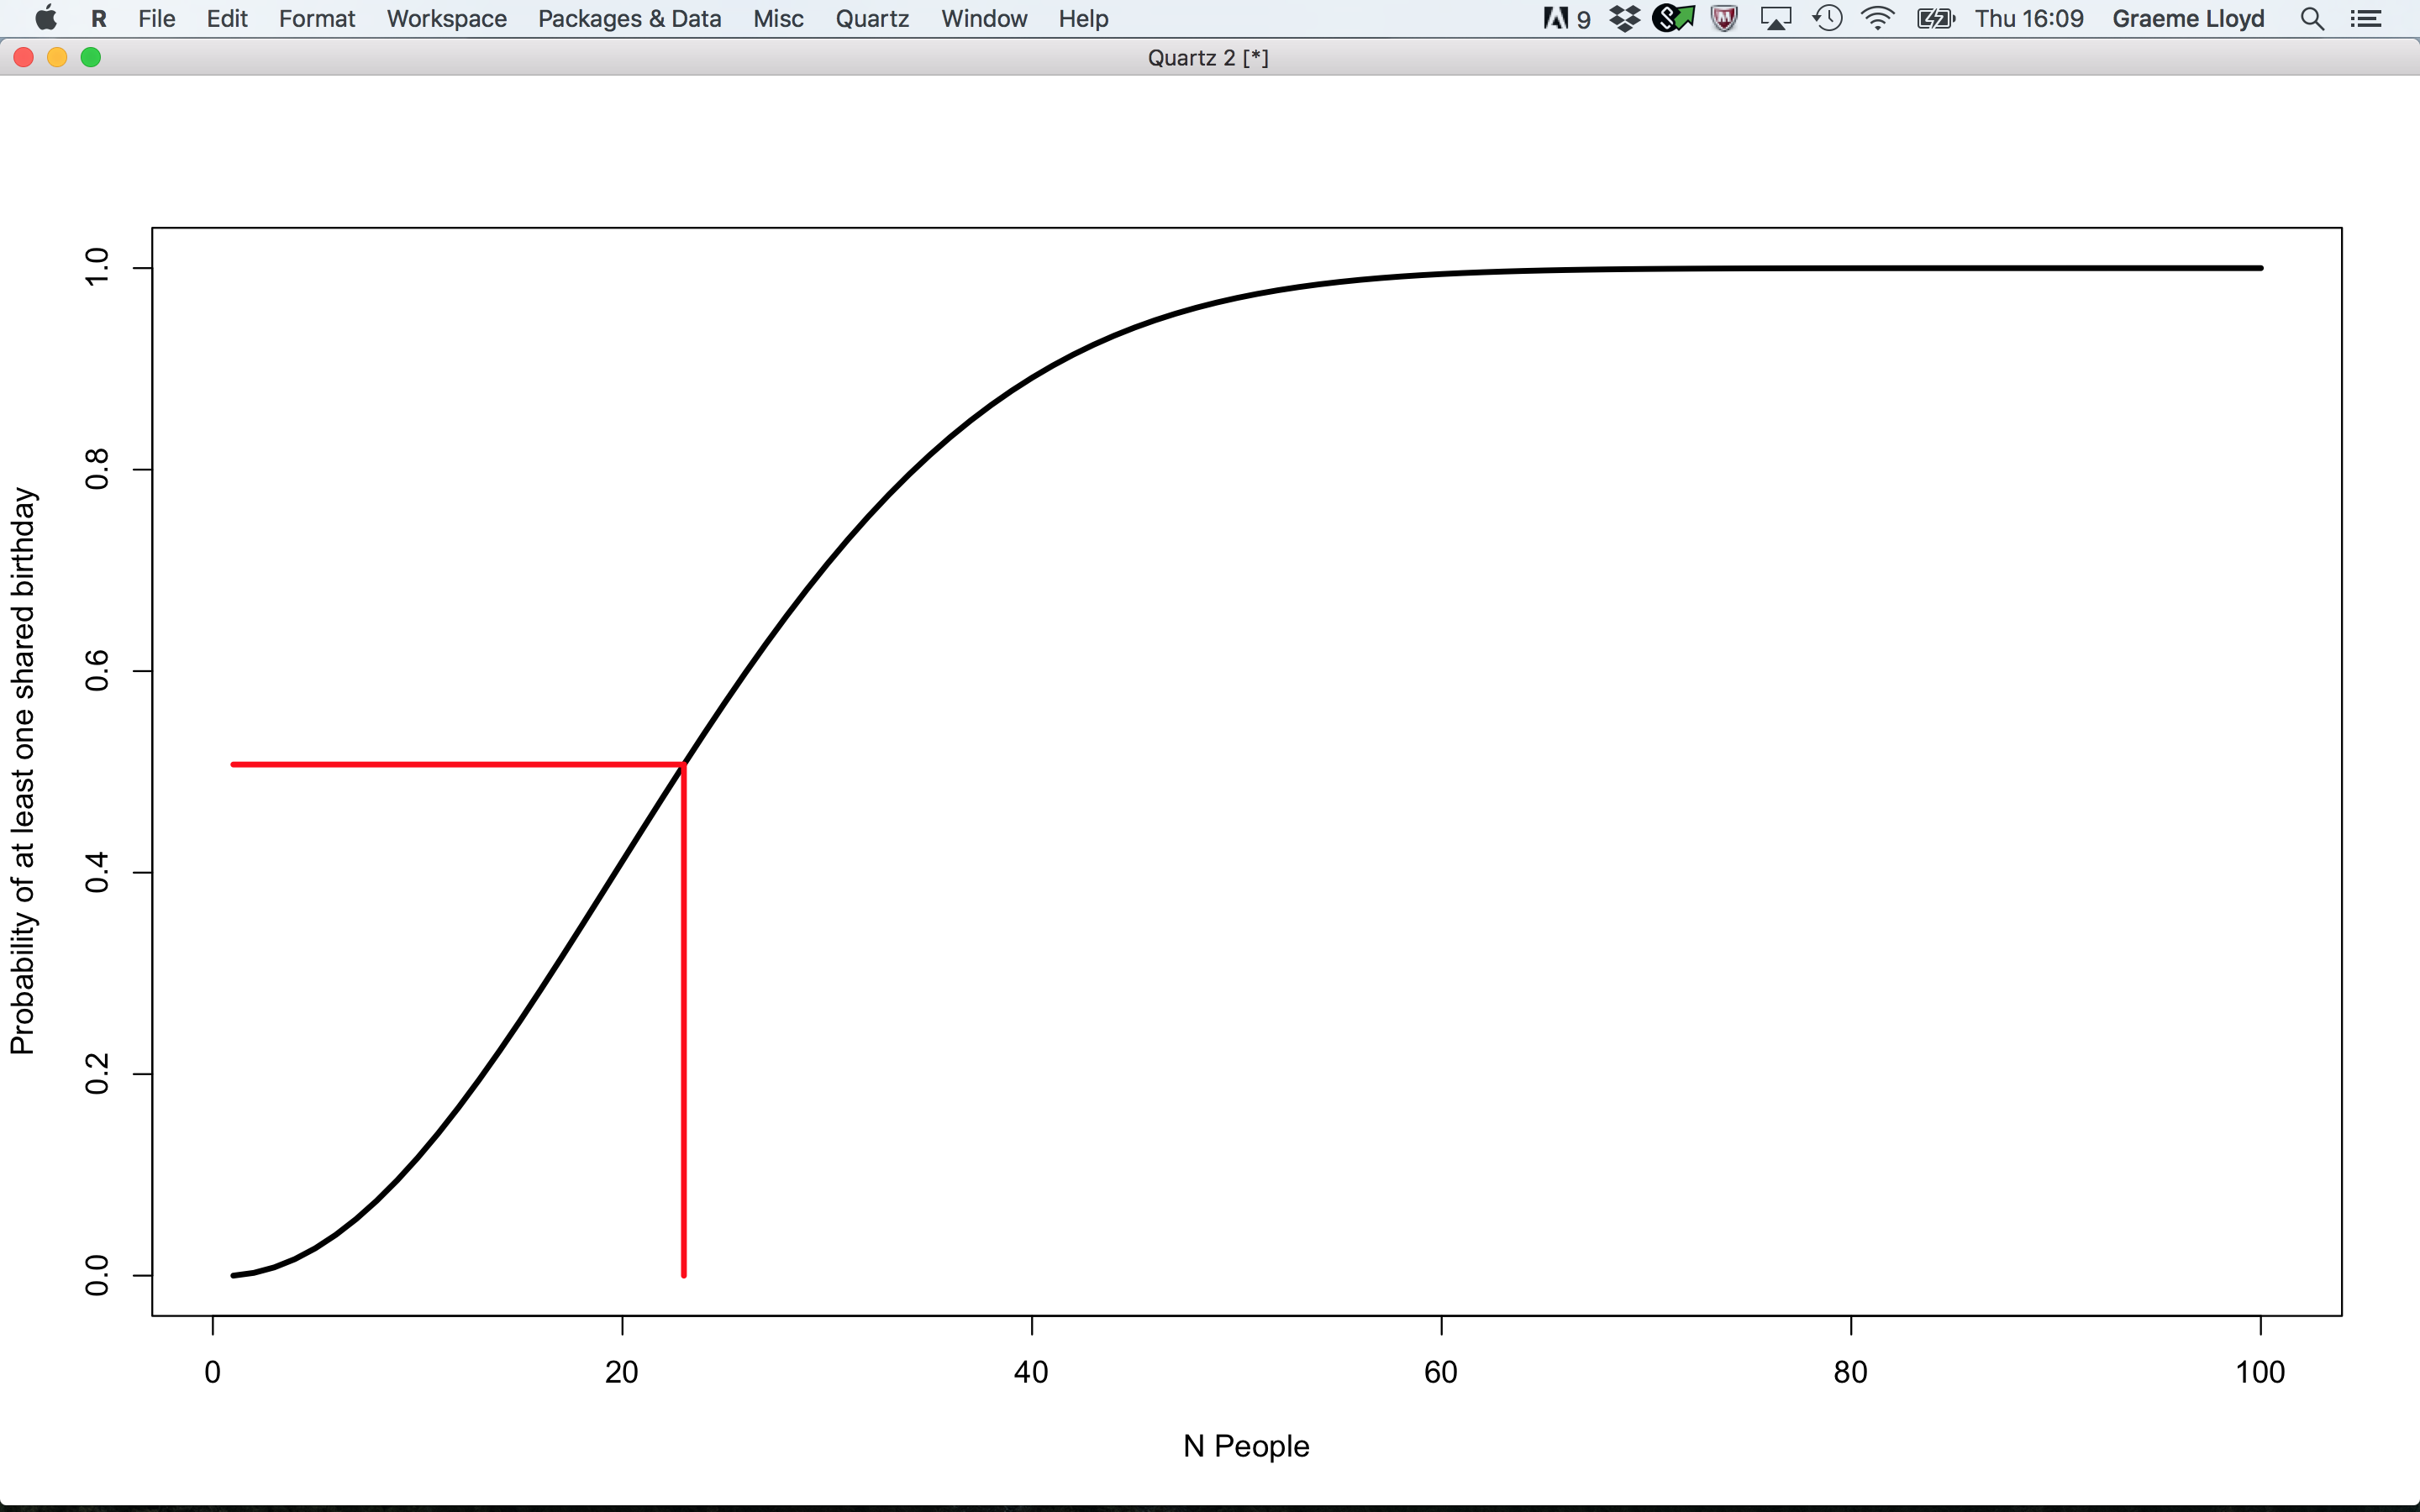 R File Edit Format Workspace Packages & Data Misc Quartz Window Help 9 Thu 16:09 Graeme Lloyd
Quartz 2 [*]
Probability of at least one shared birthday
1.0
0.8
0.6
0.4
0.2
0.0
0 20 40 60 80 100
N People